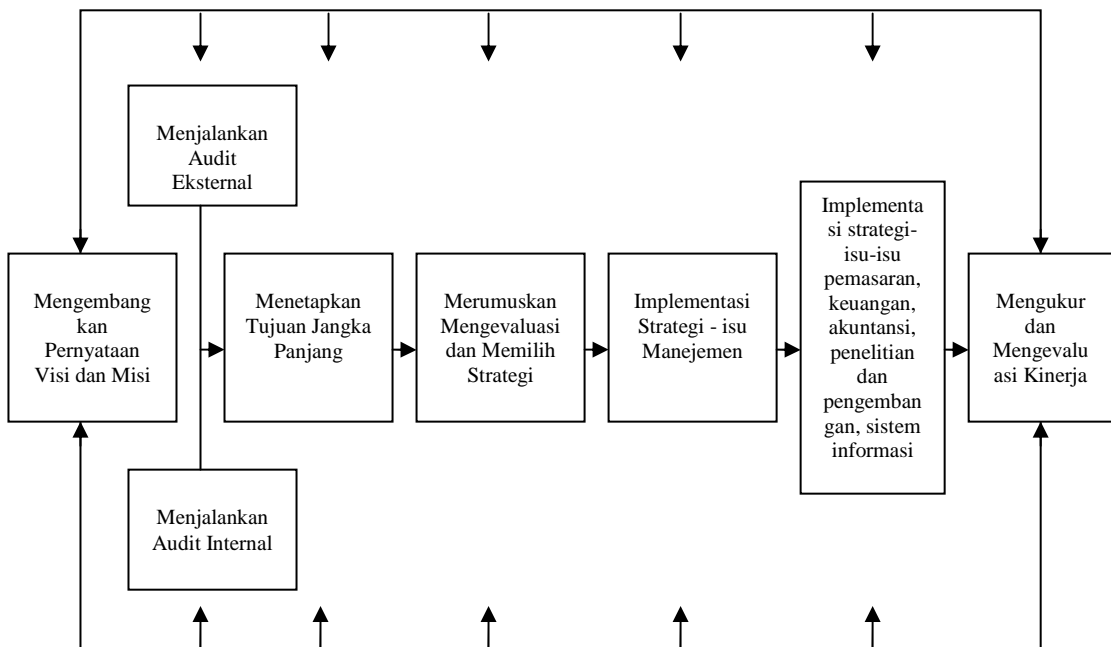 Menjalankan
Audit
Eksternal
Mengembang
kan
Pernyataan
Visi dan Misi
Menjalankan
Audit Internal
Menetapkan
Tujuan Jangka
Panjang
Merumuskan
Mengevaluasi
dan Memilih
Strategi
Implementasi
Strategi - isu
Manejemen
Implementa
si strategi-
isu-isu
pemasaran,
keuangan,
akuntansi,
penelitian
dan
pengemban
gan, sistem
informasi
Mengukur
dan
Mengevalu
asi Kinerja